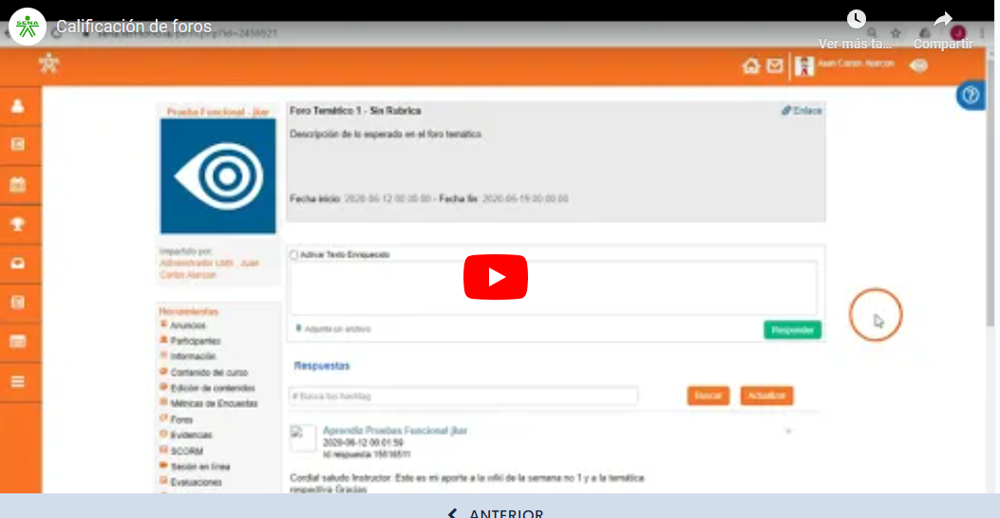 SENA
Calificación de foros
Ver más ta...
Compartir
Juan Carlos Alarcon
Prueba Funcional - jkar
Foro Temático 1 - Sin Rubrica
Enlace
Descripción de lo esperado en el foro temático
Fecha inicio: 2020-06-12 00:00:00 - Fecha fin: 2020-06-19 00:00:00
Impartido por:
Administrador LMS , Juan
Carlos Alarcon
Activar Texto Enriquecido
Adjunte un archivo
Responder
Herramientas
Anuncios
Participantes
Información
Contenido del curso
Edición de contenidos
Métricas de Encuestas
Foros
Evidencias
SCORM
Sesión en línea
Evaluaciones
Respuestas
# Busca tus hashtag
Buscar
Actualizar
Aprendiz Pruebas Funcional jkar
2020-06-12 08:01:59
Cordial saludo Instructor. Este es mi aporte a la wiki de la semana no 1 y a la temática
respectiva Gracias
ANTERIOR